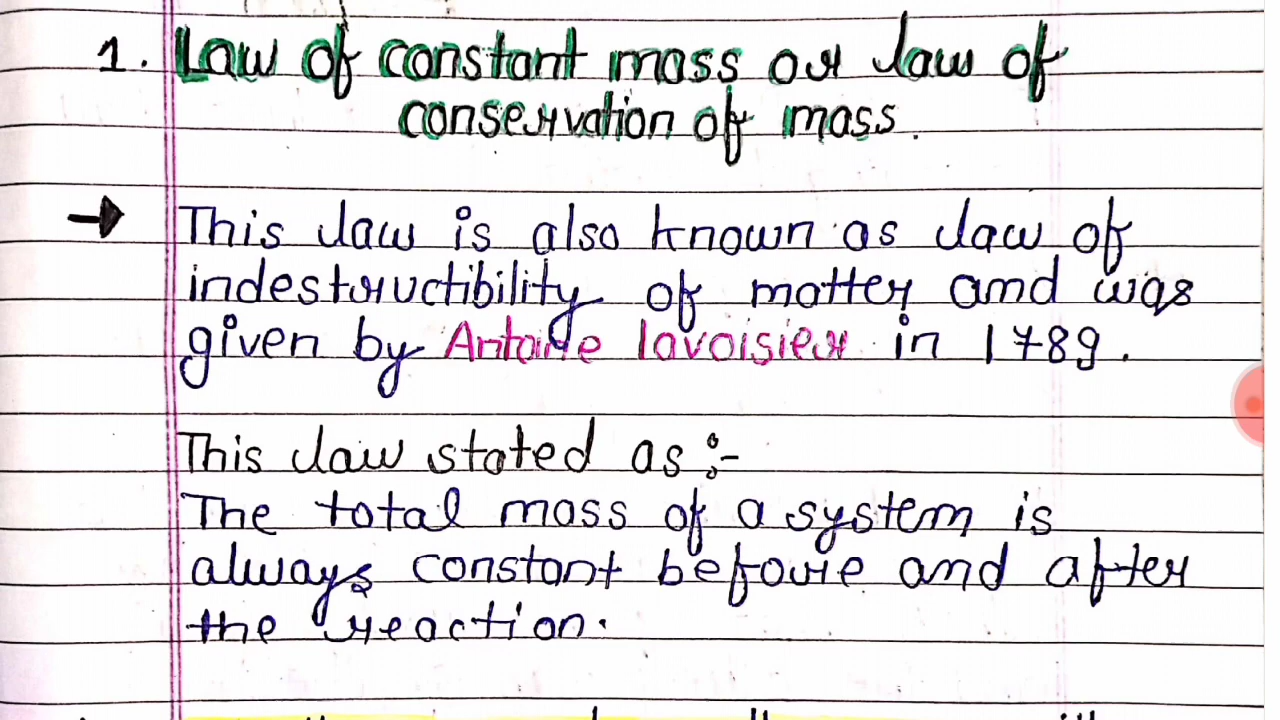 1. Law of constant mass or law of
conservation of mass.
→ This law is also known as law of
indestructibility of matter and was
given by Antoine lavoisier in 1789.
This law stated as :-
The total mass of a system is
always constant before and after
the reaction.